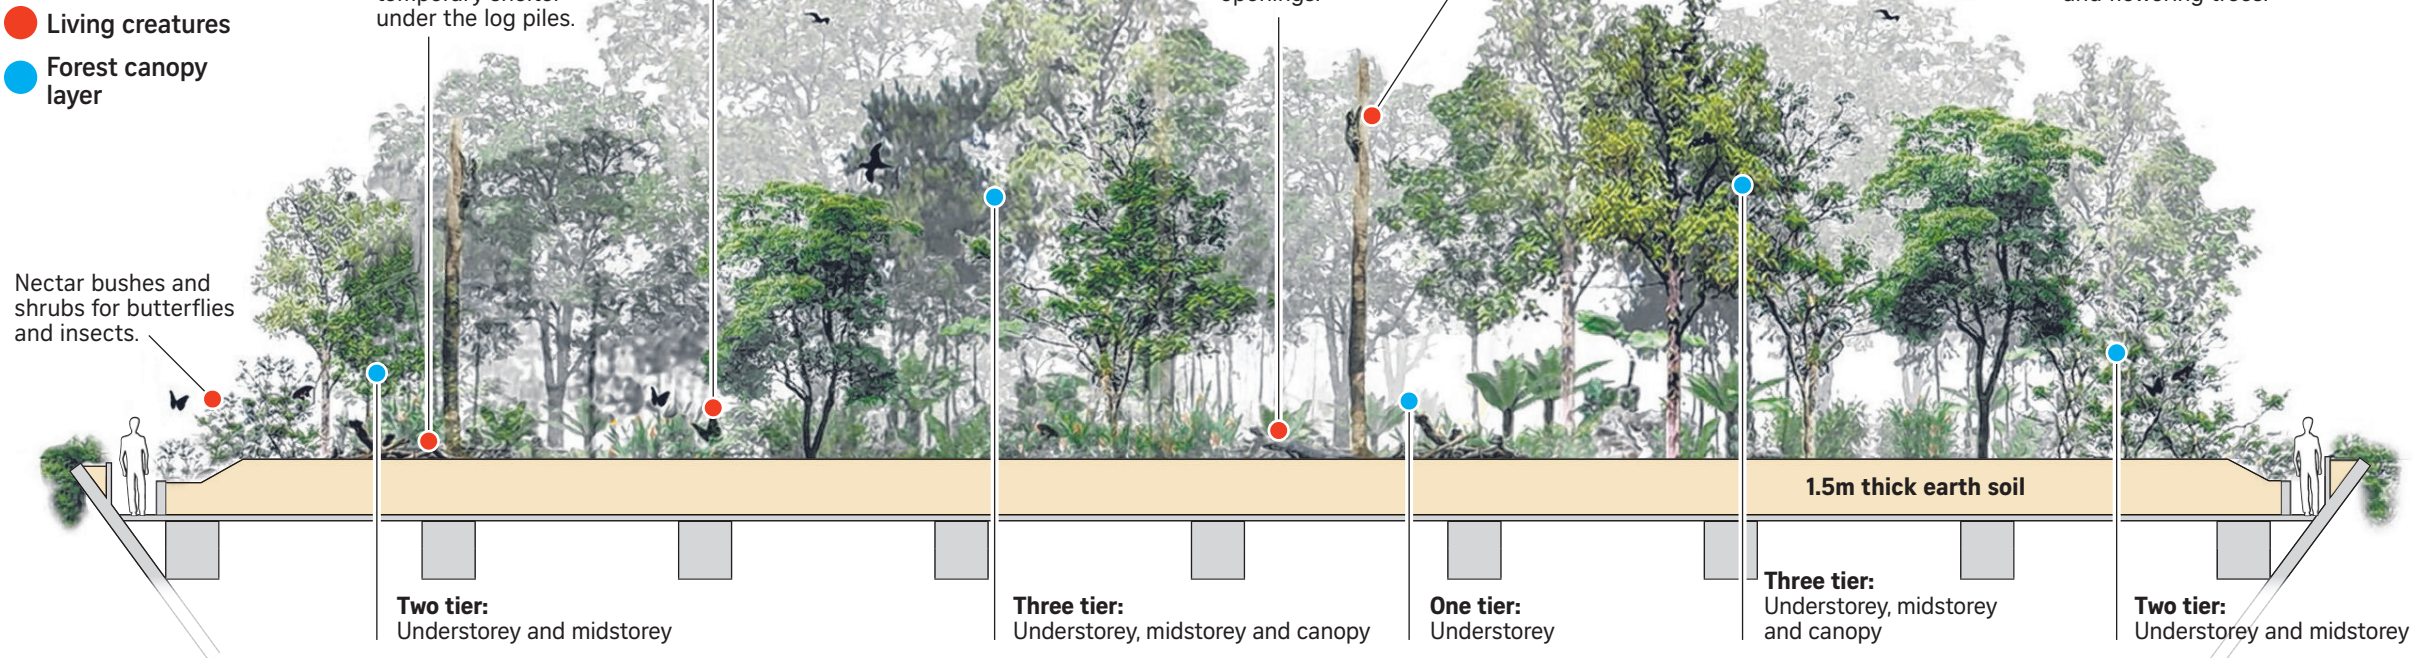 under the log piles.
Living creatures
Forest canopy
layer
Nectar bushes and
shrubs for butterflies
and insects.
1.5m thick earth soil
Two tier:
Understorey and midstorey
Three tier:
Understorey, midstorey and canopy
One tier:
Understorey
Three tier:
Understorey, midstorey
and canopy
Two tier:
Understorey and midstorey